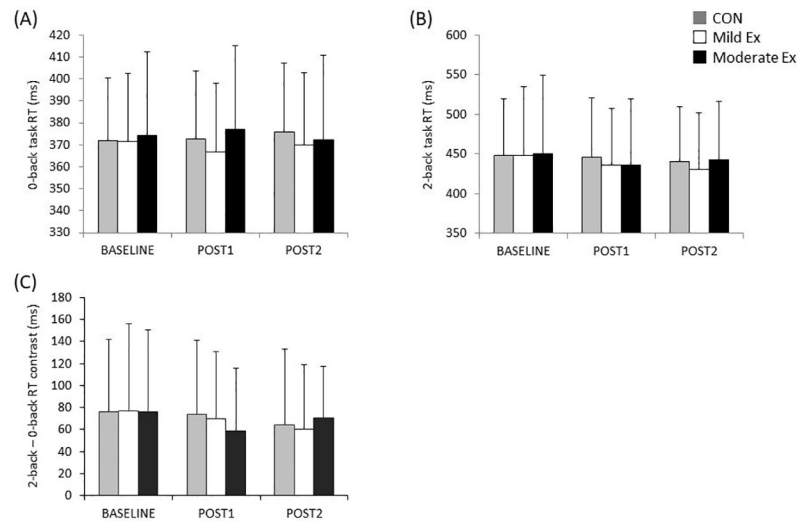 (A)
0-back task RT (ms)
420
410
400
390
380
370
360
350
340
330
BASELINE POST1 POST2
(B)
2-back task RT (ms)
600
550
500
450
400
350
BASELINE POST1 POST2
CON
Mild Ex
Moderate Ex
(C)
2-back – 0-back RT contrast (ms)
180
160
140
120
100
80
60
40
20
0
BASELINE POST1 POST2